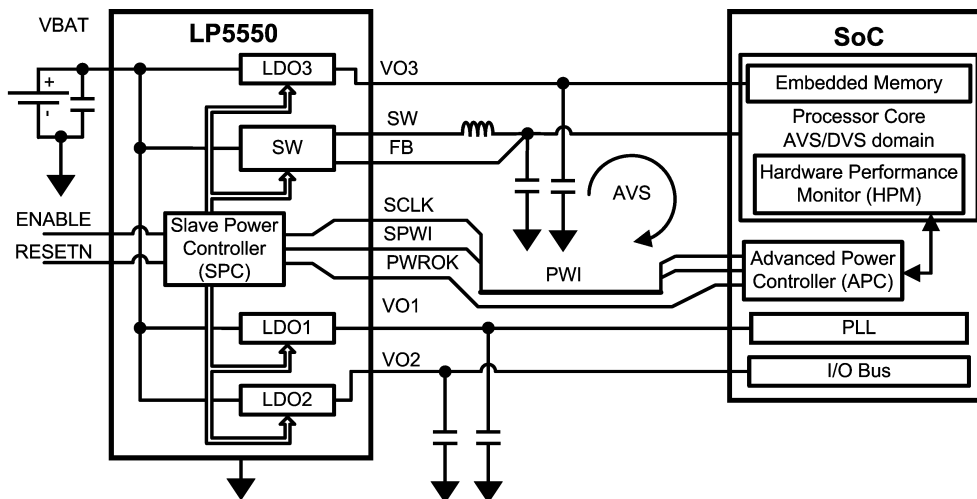 VBAT
LP5550
SoC
+
-
LDO3
VO3
Embedded Memory
Processor Core
AVS/DVS domain
SW
SW
FB
Hardware Performance
Monitor (HPM)
AVS
ENABLE
RESETN
Slave Power
Controller
(SPC)
SCLK
SPWI
PWROK
PWI
Advanced Power
Controller (APC)
LDO1
VO1
PLL
VO2
I/O Bus
LDO2